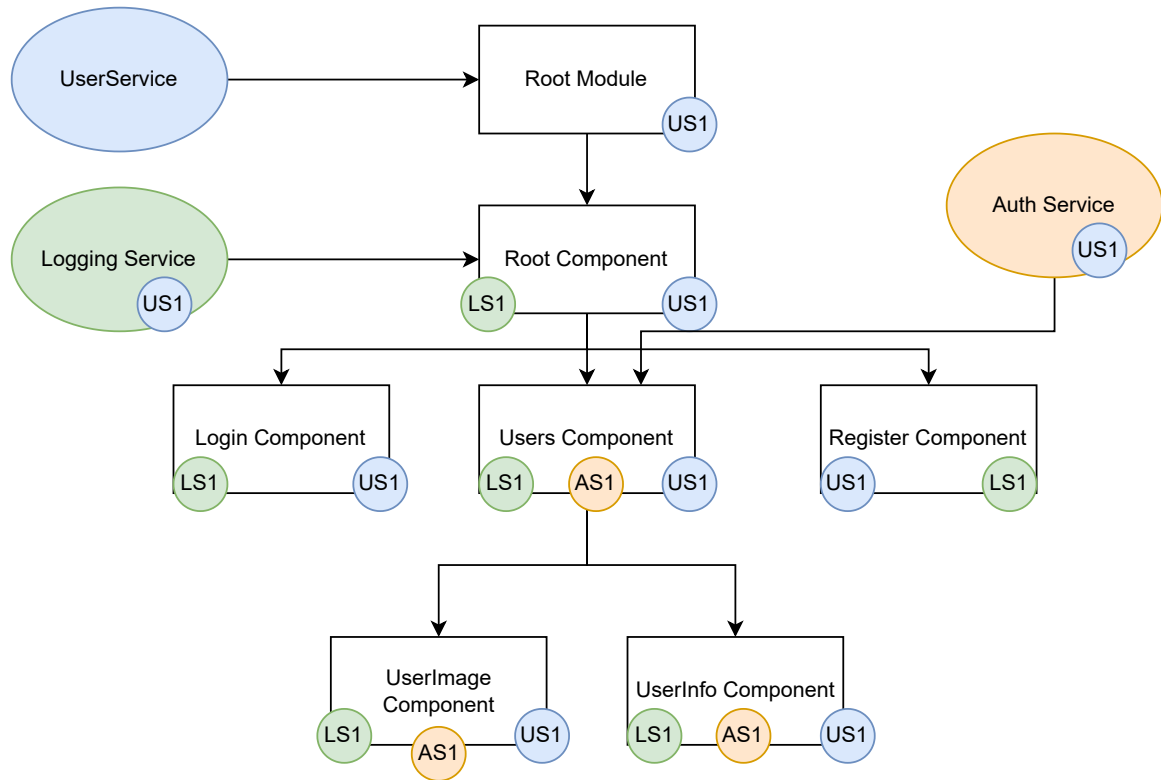 UserService
Root Module
US1
Logging Service
US1
Root Component
LS1
US1
Auth Service
US1
Login Component
LS1
US1
Users Component
LS1
AS1
US1
Register Component
US1
LS1
UserImage
Component
LS1
AS1
US1
UserInfo Component
LS1
AS1
US1